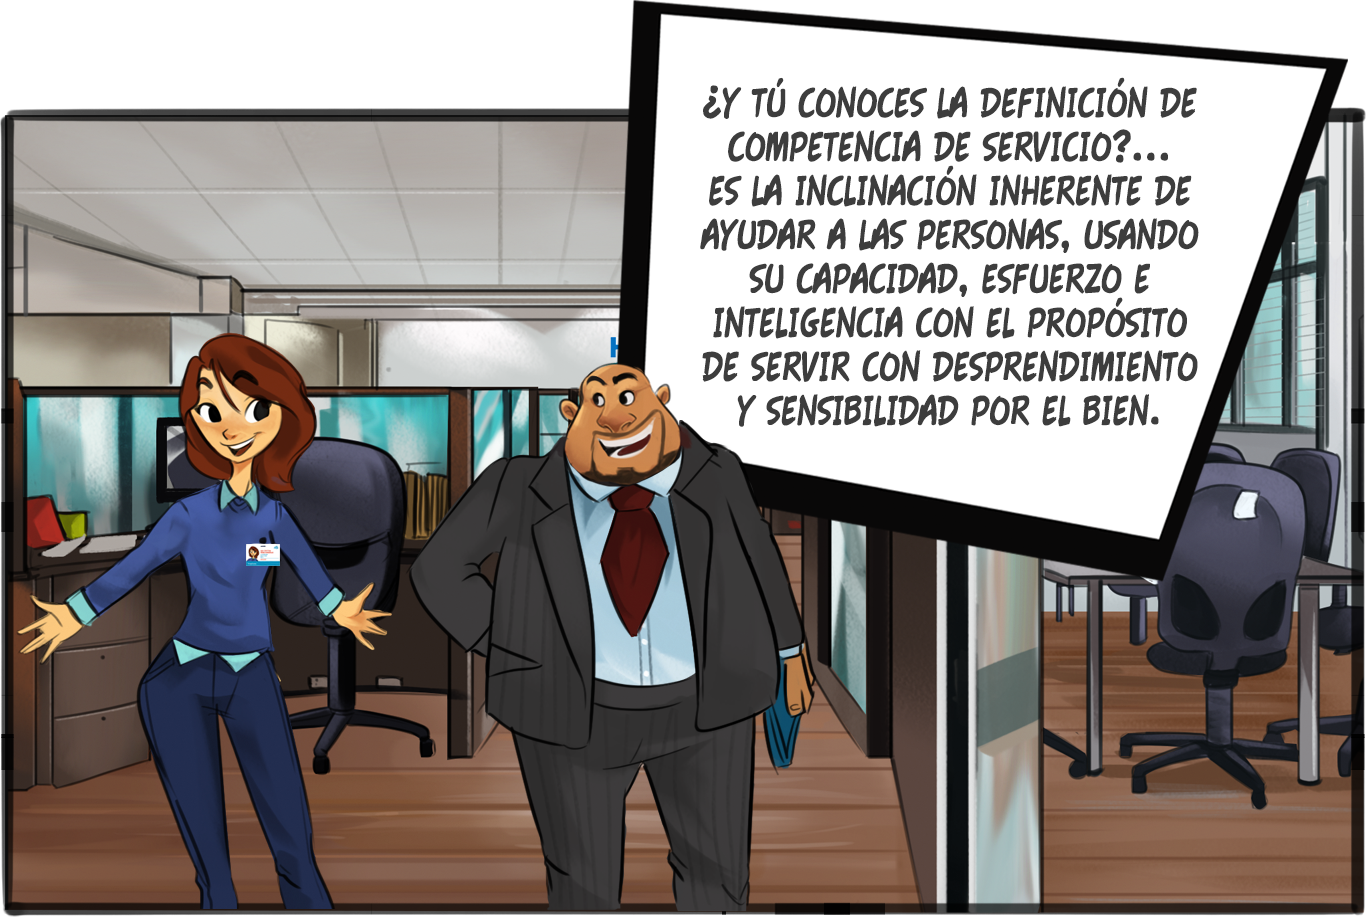 ¿Y TÚ CONOCES LA DEFINICIÓN DE
COMPETENCIA DE SERVICIO?...
ES LA INCLINACIÓN INHERENTE DE
AYUDAR A LAS PERSONAS, USANDO
SU CAPACIDAD, ESFUERZO E
INTELIGENCIA CON EL PROPÓSITO
DE SERVIR CON DESPRENDIMIENTO
Y SENSIBILIDAD POR EL BIEN.